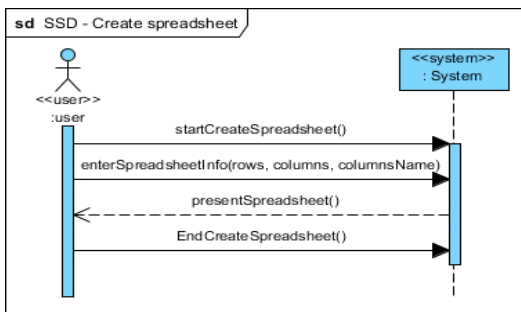 sd SSD - Create spreadsheet
<<system>>
: System
<<user>>
:user
startCreateSpreadsheet()
enterSpreadsheetInfo(rows, columns, columnsName)
presentSpreadsheet()
EndCreateSpreadsheet()